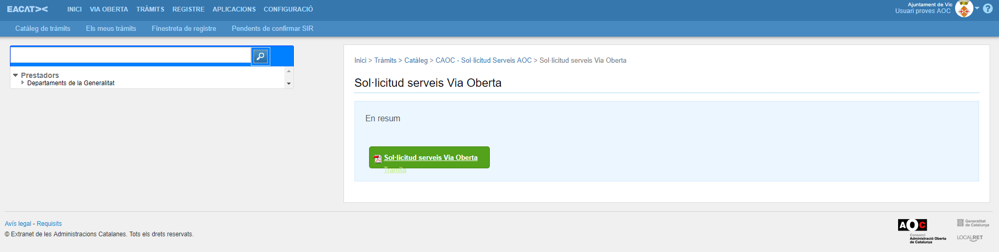 EACAT
INICI VIA OBERTA TRÀMITS REGISTRE APLICACIONS CONFIGURACIÓ
Ajuntament de Vic
Usuari proves AOC
?
Catàleg de tràmits Els meus tràmits Finestreta de registre Pendents de confirmar SIR
Prestadors
Departaments de la Generalitat
Inici > Tràmits > Catàleg > CAOC - Sol·licitud Serveis AOC > Sol·licitud serveis Via Oberta
Sol·licitud serveis Via Oberta
En resum
Sol·licitud serveis Via Oberta
Tramita
Avís legal - Requisits
© Extranet de les Administracions Catalanes. Tots els drets reservats.
AOC
Consorci
Administració Oberta
de Catalunya
Generalitat
de Catalunya
LOCALRET